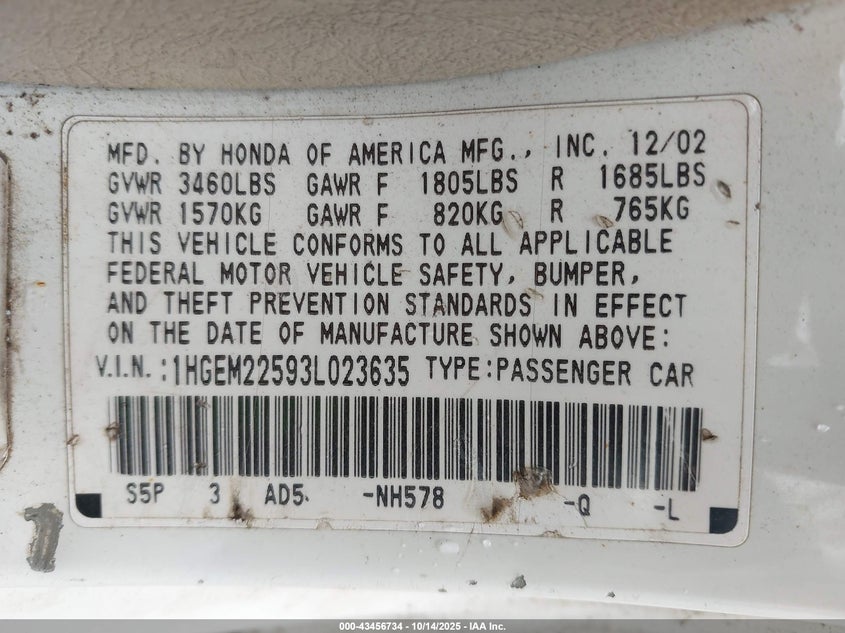 MFD. BY HONDA OF AMERICA MFG., INC. 12/02
GVWR 3460LBS GAWR F 1805LBS R 1685LBS
GVWR 1570KG GAWR F 820KG R 765KG
THIS VEHICLE CONFORMS TO ALL APPLICABLE
FEDERAL MOTOR VEHICLE SAFETY, BUMPER,
AND THEFT PREVENTION STANDARDS IN EFFECT
ON THE DATE OF MANUFACTURE SHOWN ABOVE:
V.I.N.:1HGEM22593L023635 TYPE:PASSENGER CAR
S5P 3 AD5 -NH578 -Q -L
000-43456734 - 10/14/2025 - IAA Inc.